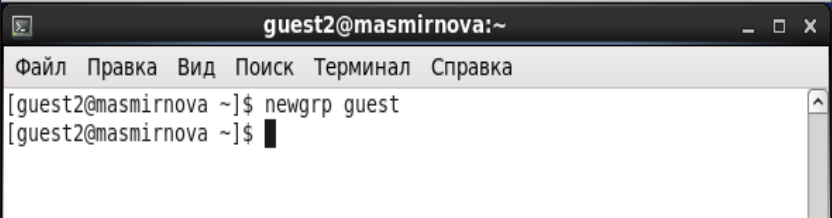 guest2@masmirnova:~
Файл Правка Вид Поиск Терминал Справка
[guest2@masmirnova ~]$ newgrp guest
[guest2@masmirnova ~]$